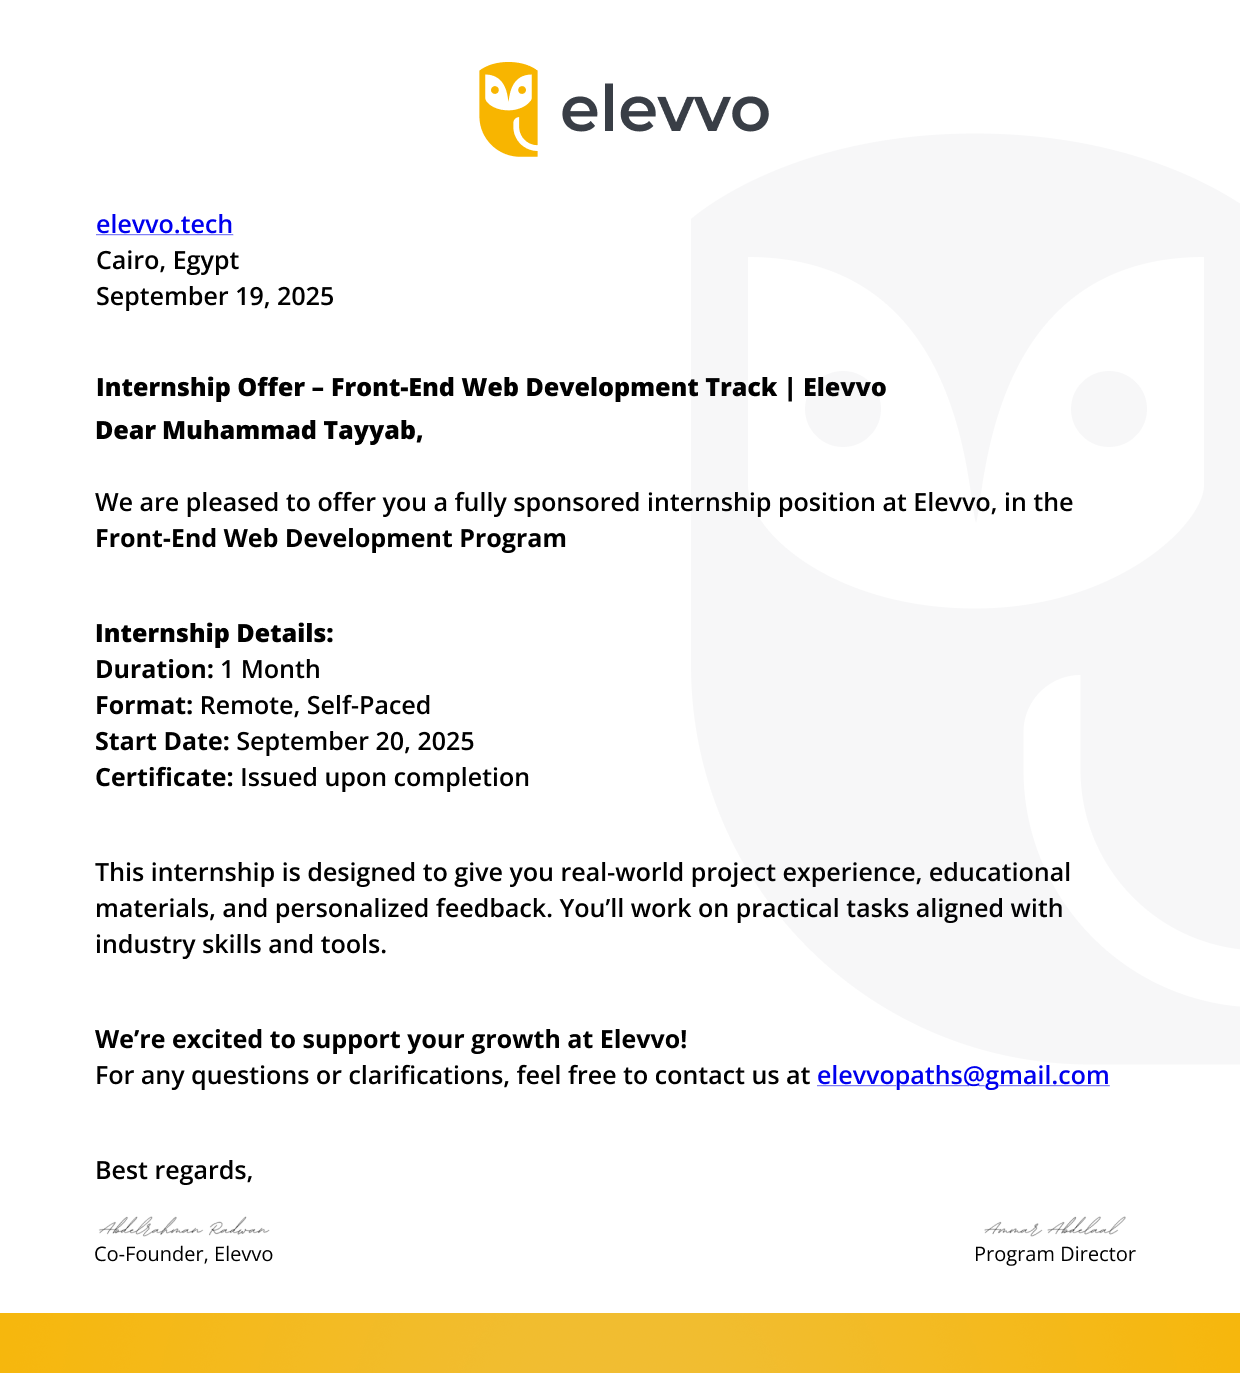 elevvo
elevvo.tech
Cairo, Egypt
September 19, 2025
Internship Offer – Front-End Web Development Track | Elevvo
Dear Muhammad Tayyab,
We are pleased to offer you a fully sponsored internship position at Elevvo, in the
Front-End Web Development Program
Internship Details:
Duration: 1 Month
Format: Remote, Self-Paced
Start Date: September 20, 2025
Certificate: Issued upon completion
This internship is designed to give you real-world project experience, educational
materials, and personalized feedback. You’ll work on practical tasks aligned with
industry skills and tools.
We’re excited to support your growth at Elevvo!
For any questions or clarifications, feel free to contact us at elevvopaths@gmail.com
Best regards,
Abdelrahman Radwan
Ammar Abdelaal
Co-Founder, Elevvo
Program Director